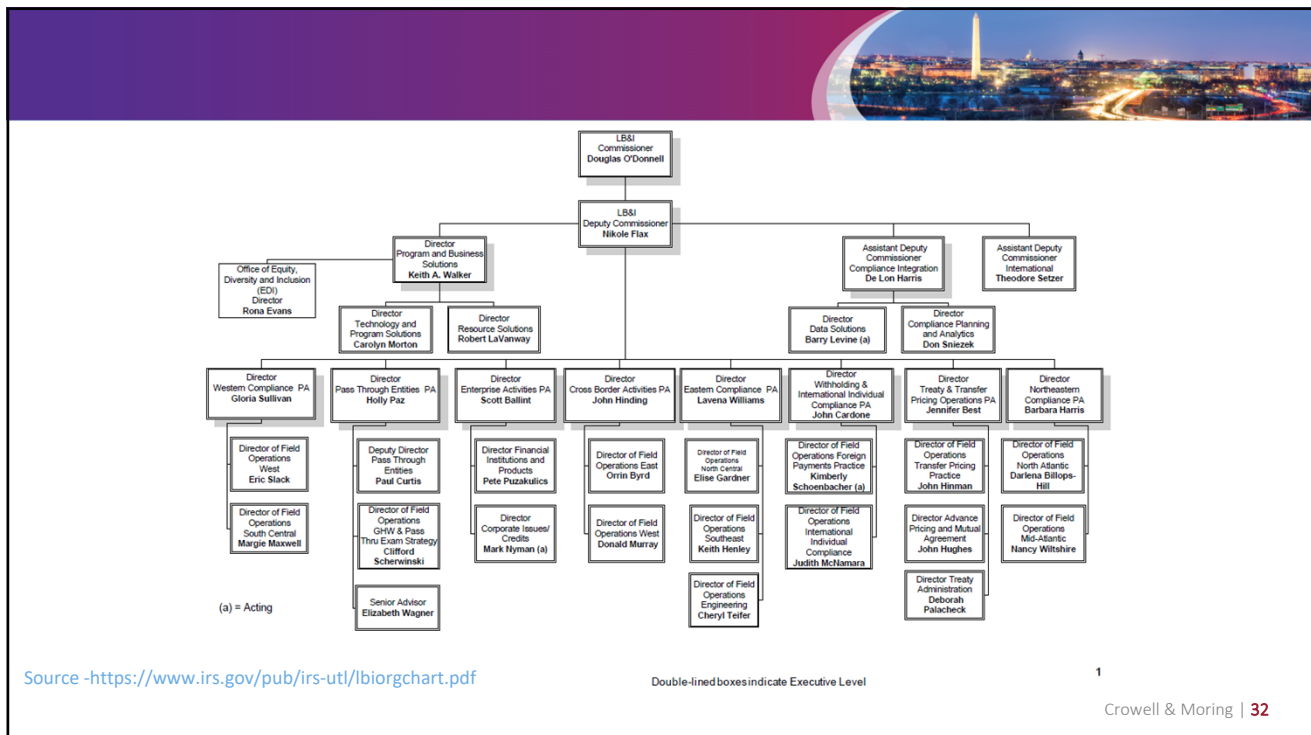 LB&I
Commissioner
Douglas O'Donnell
LB&I
Deputy Commissioner
Nikole Flax
Director
Program and Business
Solutions
Keith A. Walker
Assistant Deputy
Commissioner
Compliance Integration
De Lon Harris
Assistant Deputy
Commissioner
International
Theodore Setzer
Office of Equity,
Diversity and Inclusion
(EDI)
Director
Rona Evans
Director
Technology and
Program Solutions
Carolyn Morton
Director
Resource Solutions
Robert LaVanway
Director
Data Solutions
Barry Levine (a)
Director
Compliance Planning
and Analytics
Don Sniezek
Director
Western Compliance PA
Gloria Sullivan
Director
Pass Through Entities PA
Holly Paz
Director
Enterprise Activities PA
Scott Ballint
Director
Cross Border Activities PA
John Hinding
Director
Eastern Compliance PA
Lavena Williams
Director
Withholding &
International Individual
Compliance PA
John Cardone
Director
Treaty & Transfer
Pricing Operations PA
Jennifer Best
Director
Northeastern
Compliance PA
Barbara Harris
Director of Field
Operations
West
Eric Slack
Deputy Director
Pass Through
Entities
Paul Curtis
Director Financial
Institutions and
Products
Pete Puzakulics
Director of Field
Operations East
Orrin Byrd
Director of Field
Operations
North Central
Elise Gardner
Director of Field
Operations Foreign
Payments Practice
Kimberly
Schoenbacher (a)
Director of Field
Operations
Transfer Pricing
Practice
John Hinman
Director of Field
Operations
North Atlantic
Darlena Billops-
Hill
Director of Field
Operations
South Central
Margie Maxwell
Director of Field
Operations
GHW & Pass
Thru Exam Strategy
Clifford
Scherwinski
Director
Corporate Issues/
Credits
Mark Nyman (a)
Director of Field
Operations West
Donald Murray
Director of Field
Operations
Southeast
Keith Henley
Director of Field
Operations
International
Individual
Compliance
Judith McNamara
Director Advance
Pricing and Mutual
Agreement
John Hughes
Director of Field
Operations
Mid-Atlantic
Nancy Wiltshire
Senior Advisor
Elizabeth Wagner
Director of Field
Operations
Engineering
Cheryl Teifer
Director Treaty
Administration
Deborah
Palacheck
(a) = Acting
Source -https://www.irs.gov/pub/irs-utl/lbiorgchart.pdf
Double-lined boxes indicate Executive Level
1
Crowell & Moring | 32